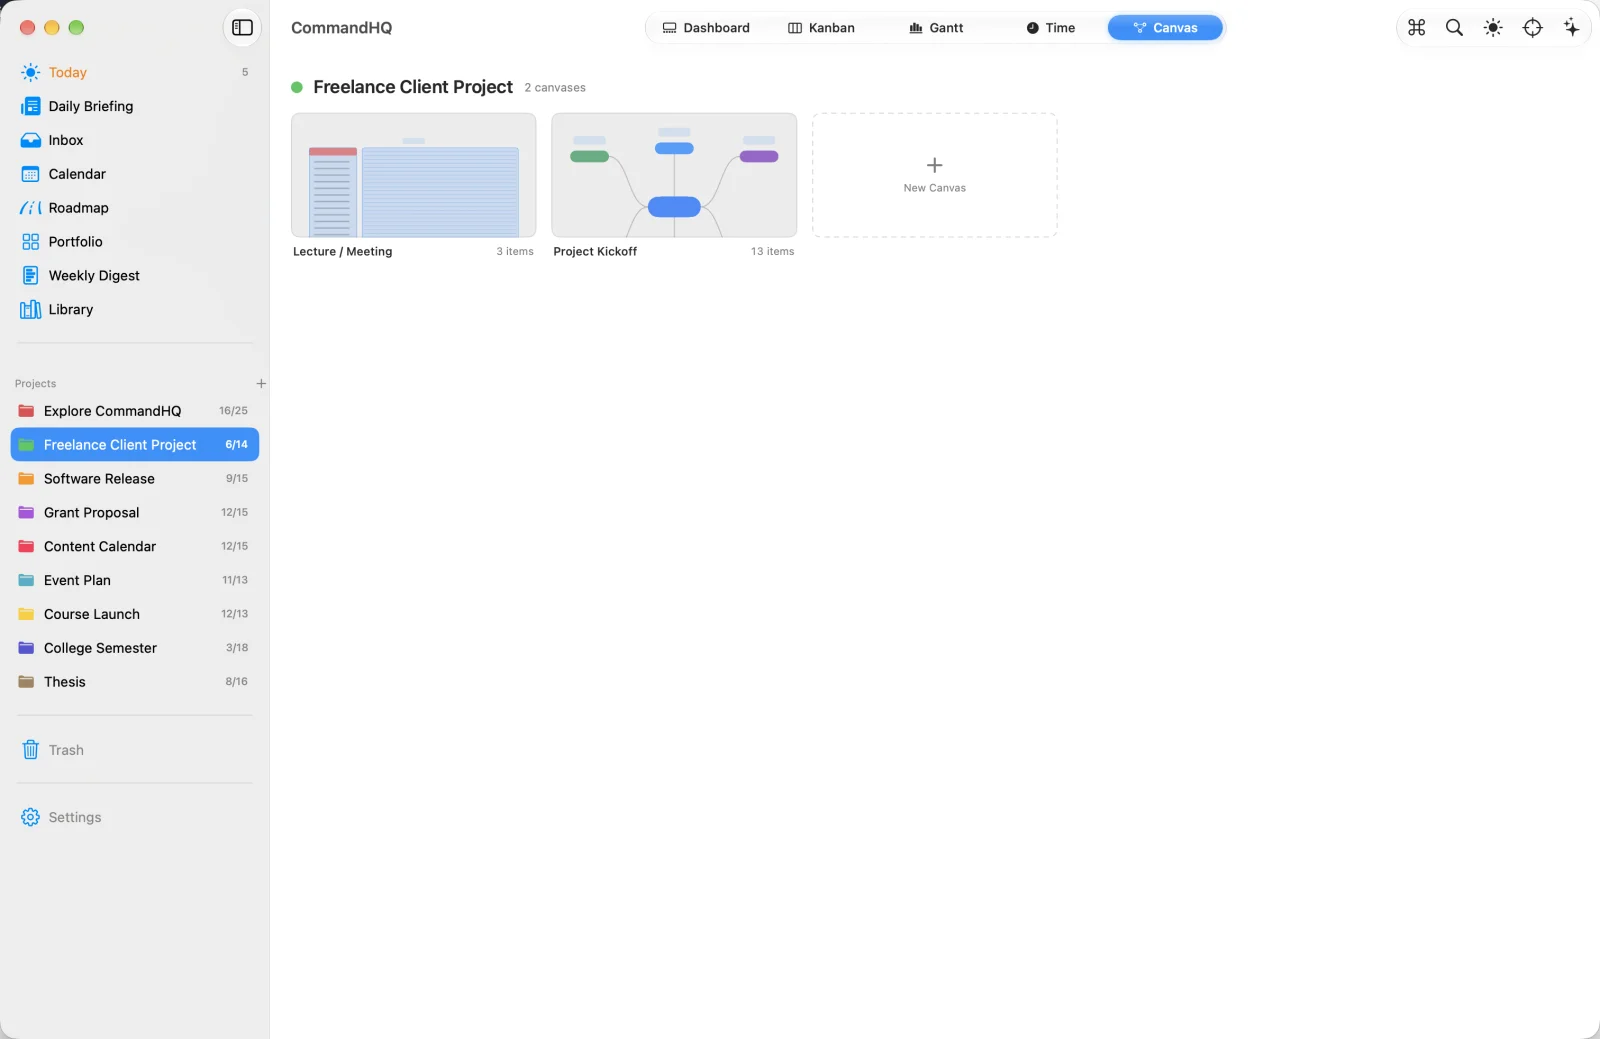 CommandHQ
Dashboard
Kanban
Gantt
Time
Canvas
Today 5
Daily Briefing
Inbox
Calendar
Roadmap
Portfolio
Weekly Digest
Library
Projects
Explore CommandHQ 16/25
Freelance Client Project 6/14
Software Release 9/15
Grant Proposal 12/15
Content Calendar 12/15
Event Plan 11/13
Course Launch 12/13
College Semester 3/18
Thesis 8/16
Trash
Settings
Freelance Client Project 2 canvases
Lecture / Meeting 3 items
Project Kickoff 13 items
New Canvas